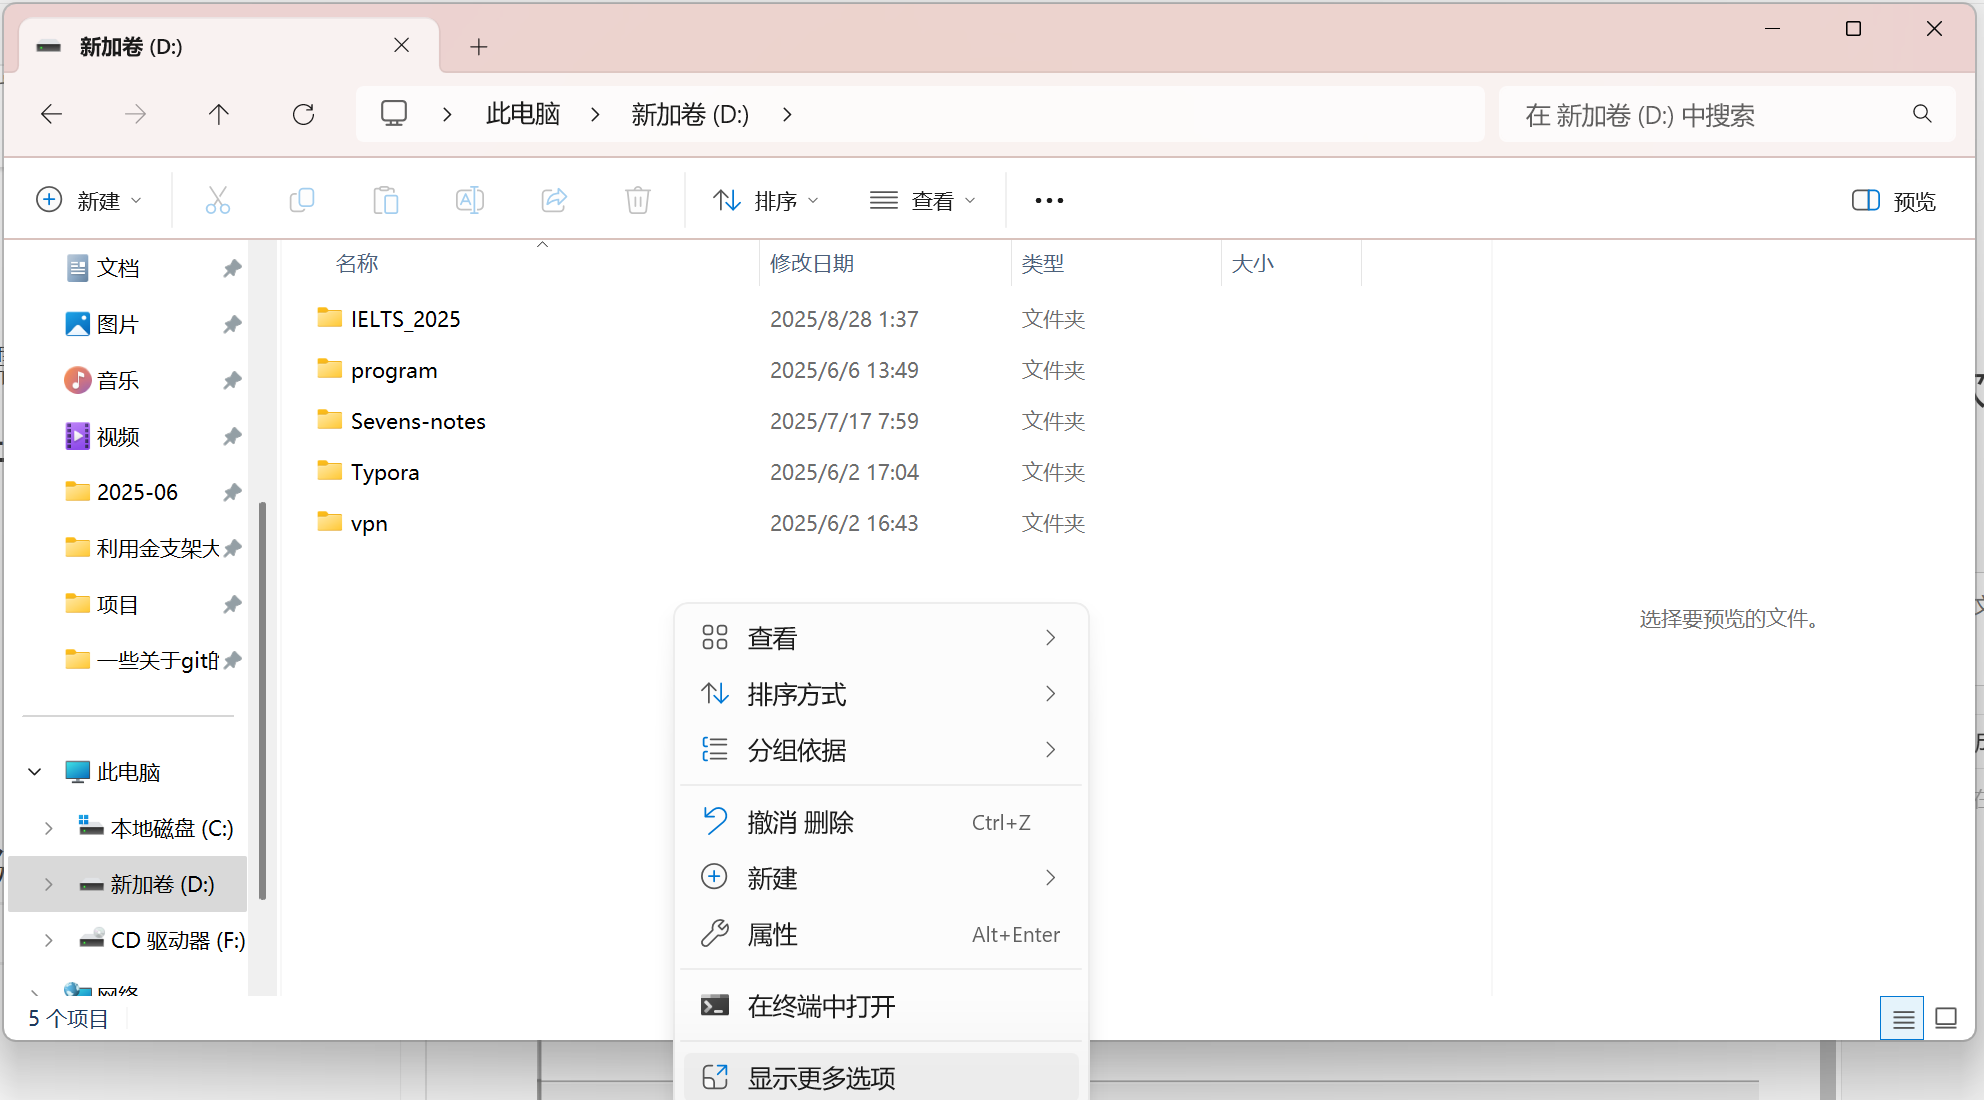 新加卷 (D:)
此电脑 新加卷 (D:)
在 新加卷 (D:) 中搜索
新建 排序 查看 预览
文档
图片
音乐
视频
2025-06
利用金支架大
项目
一些关于git的
此电脑
本地磁盘 (C:)
新加卷 (D:)
CD 驱动器 (F:)
网络
5 个项目
名称 修改日期 类型 大小
IELTS_2025 2025/8/28 1:37 文件夹
program 2025/6/6 13:49 文件夹
Sevens-notes 2025/7/17 7:59 文件夹
Typora 2025/6/2 17:04 文件夹
vpn 2025/6/2 16:43 文件夹
选择要预览的文件。
查看
排序方式
分组依据
撤消 删除 Ctrl+Z
新建
属性 Alt+Enter
在终端中打开
显示更多选项